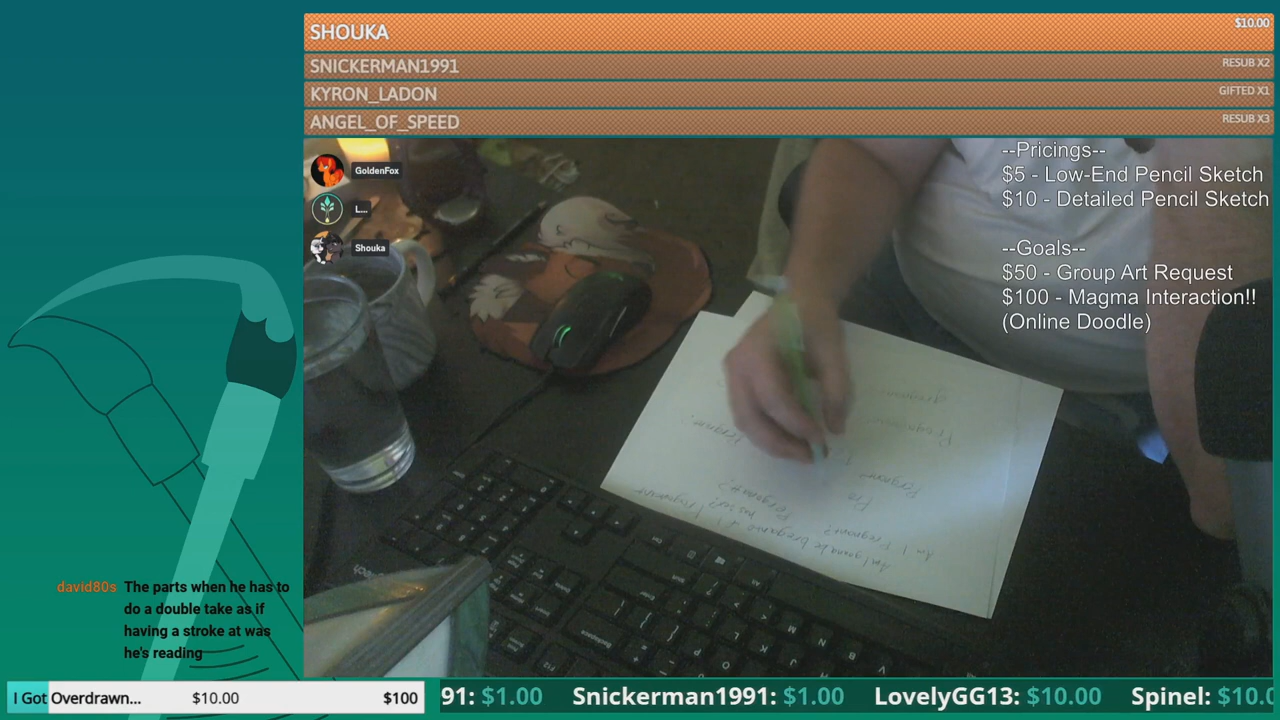 SHOUKA
$10.00
SNICKERMAN1991
RESUB X2
KYRON_LADON
GIFTED X1
ANGEL_OF_SPEED
RESUB X3
GoldenFox
L...
Shouka
--Pricings--
$5 - Low-End Pencil Sketch
$10 - Detailed Pencil Sketch
--Goals--
$50 - Group Art Request
$100 - Magma Interaction!!
(Online Doodle)
Am I Pregnant?
david80s The parts when he has to
do a double take as if
having a stroke at was
he's reading
I Got Overdrawn... $10.00 $100
91: $1.00 Snickerman1991: $1.00 LovelyGG13: $10.00 Spinel: $10.0